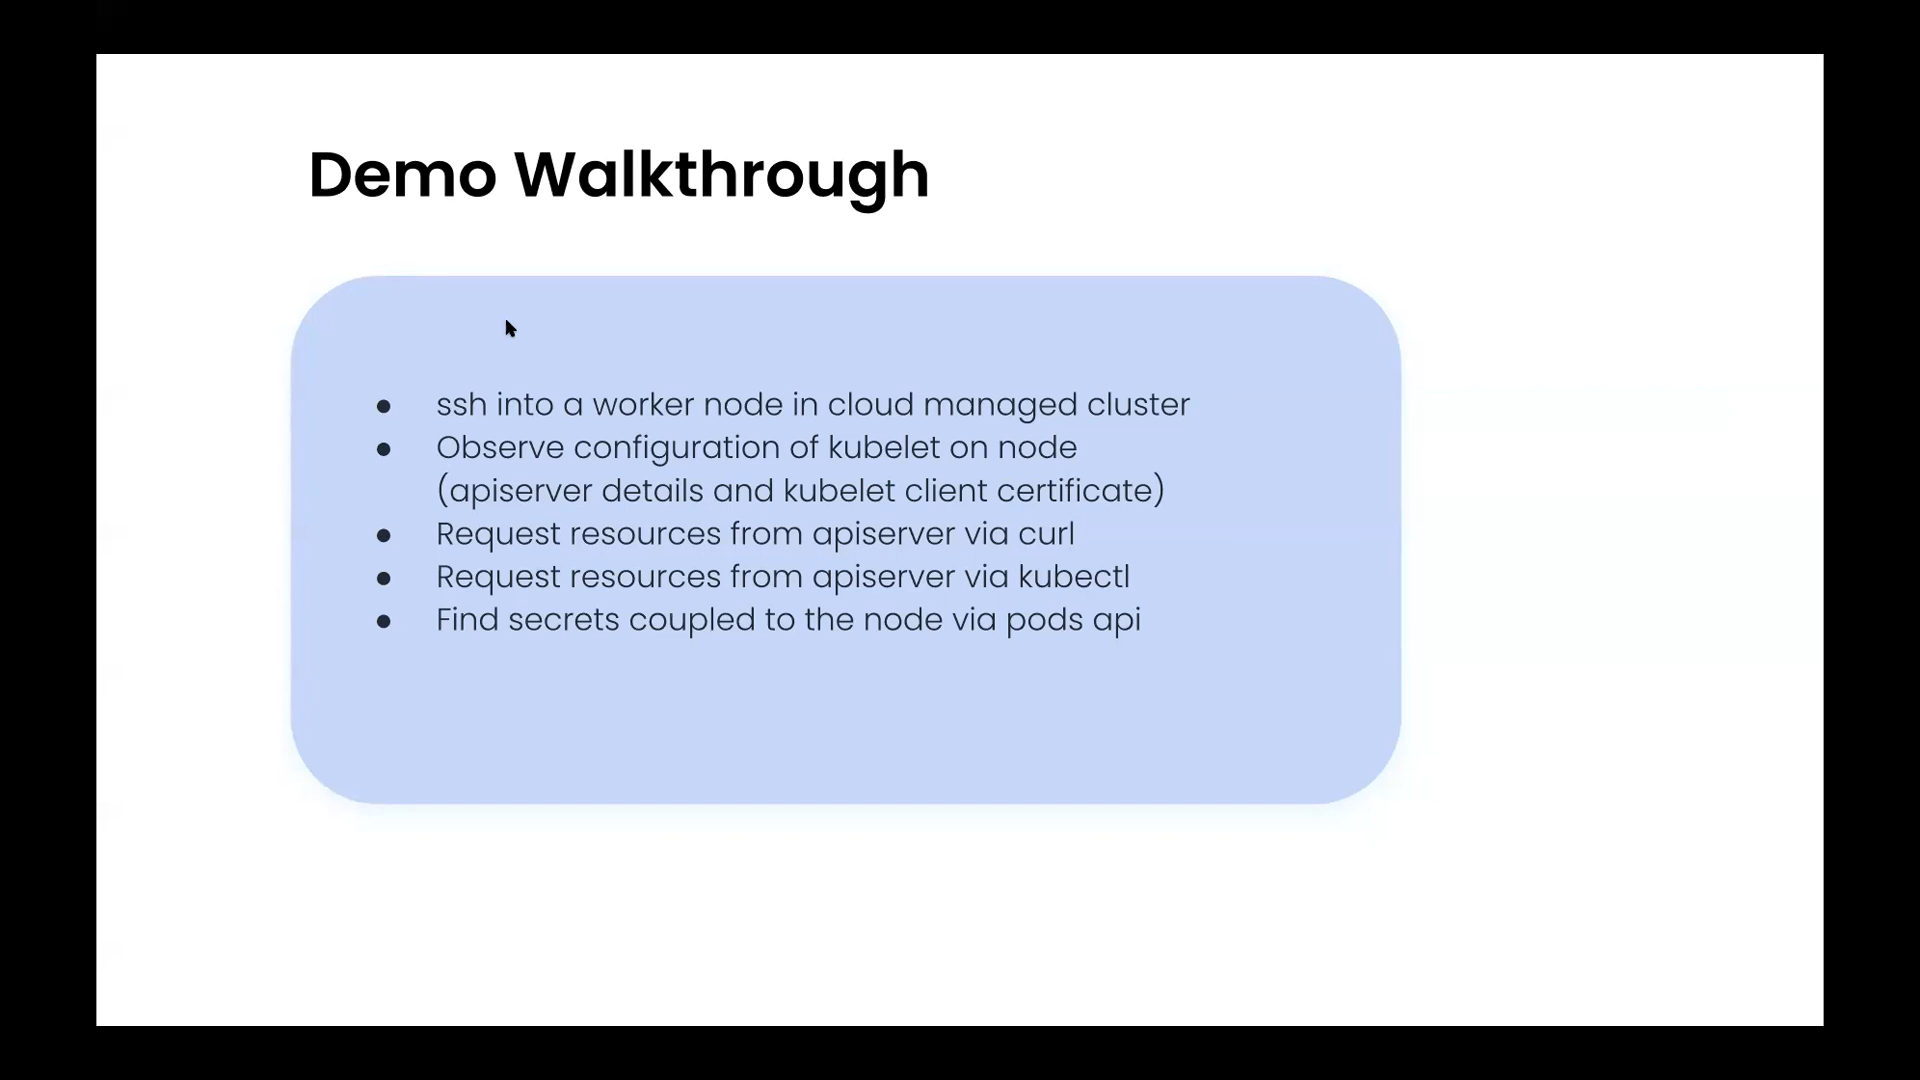 Demo Walkthrough
● ssh into a worker node in cloud managed cluster
● Observe configuration of kubelet on node
(apiserver details and kubelet client certificate)
● Request resources from apiserver via curl
● Request resources from apiserver via kubectl
● Find secrets coupled to the node via pods api